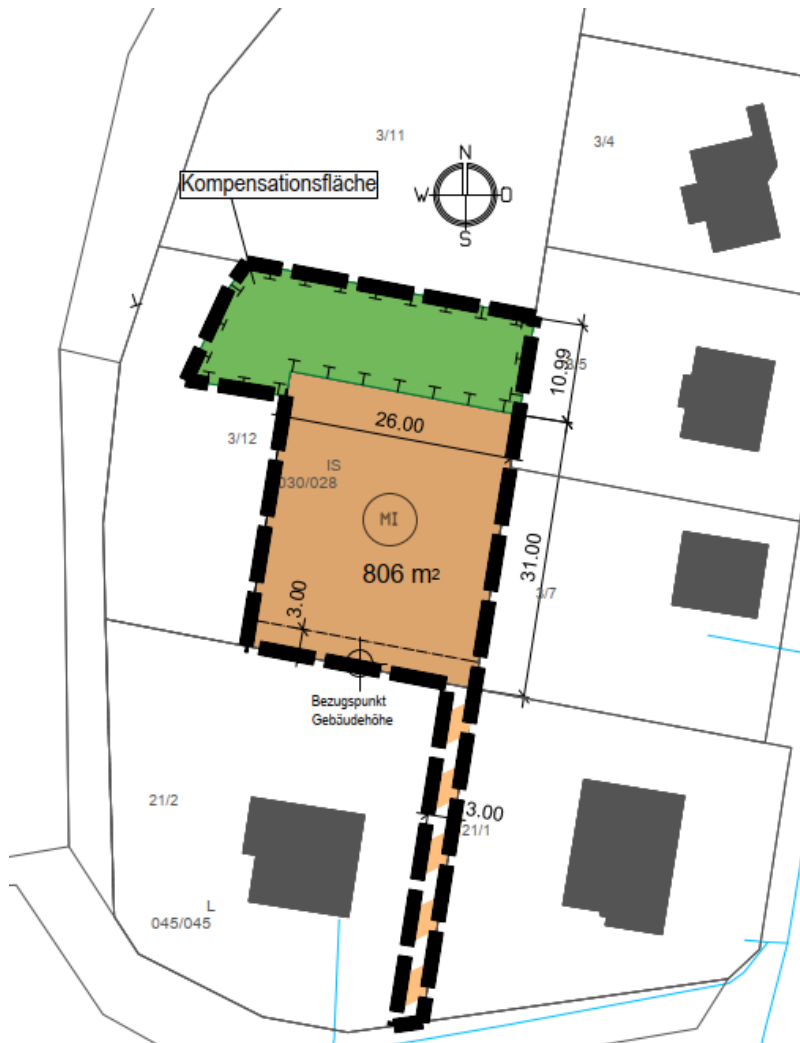 3/11
3/4
N
W O
S
Kompensationsfläche
10.99
3/5
26.00
3/12
IS
030/028
MI
806 m²
31.00
3/7
3.00
Bezugspunkt
Gebäudehöhe
21/2
3.00
21/1
L
045/045